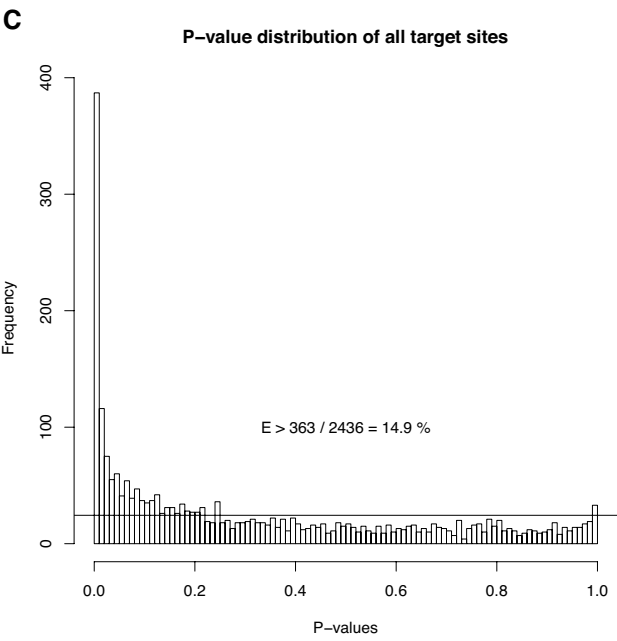 C
P−value distribution of all target sites
400
300
200
100
0
Frequency
E > 363 / 2436 = 14.9 %
0.0 0.2 0.4 0.6 0.8 1.0
P−values